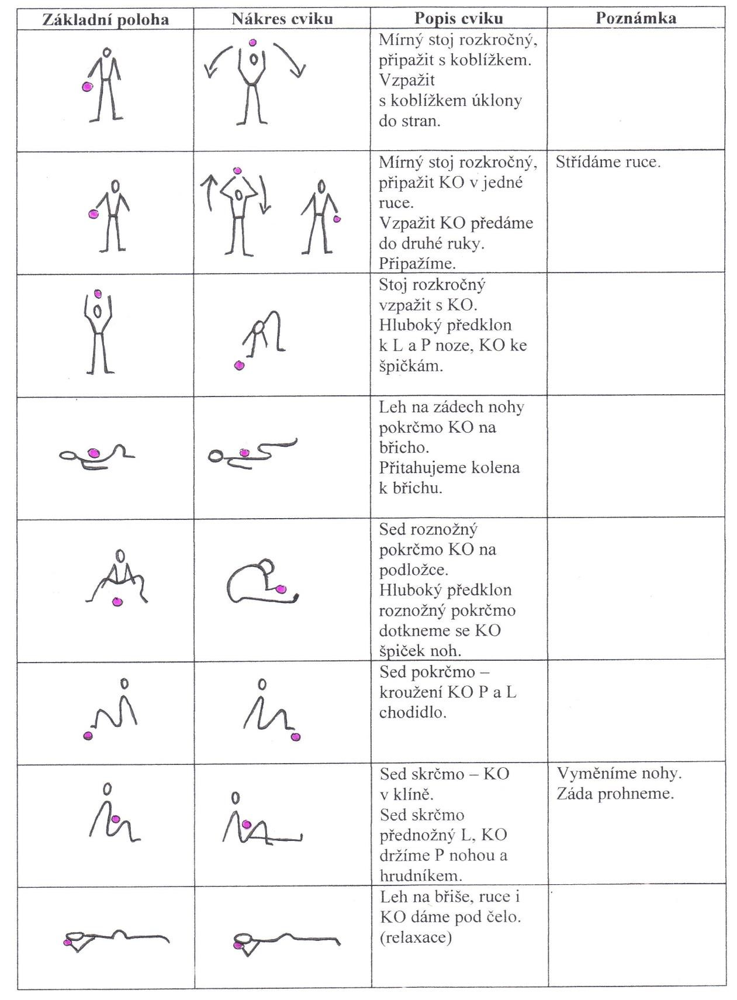 Základní poloha Nákres cviku Popis cviku Poznámka
Mírný stoj rozkročný,
připažit s koblížkem.
Vzpažit
s koblížkem úklony
do stran.
Mírný stoj rozkročný,
připažit KO v jedné
ruce.
Vzpažit KO předáme
do druhé ruky.
Připažíme.
Střídáme ruce.
Stoj rozkročný
vzpažit s KO.
Hluboký předklon
k L a P noze, KO ke
špičkám.
Leh na zádech nohy
pokrčmo KO na
břicho.
Přitahujeme kolena
k břichu.
Sed roznožný
pokrčmo KO na
podložce.
Hluboký předklon
roznožný pokrčmo
dotkneme se KO
špiček noh.
Sed pokrčmo –
kroužení KO P a L
chodidlo.
Sed skrčmo – KO
v klíně.
Sed skrčmo
přednožný L, KO
držíme P nohou a
hrudníkem.
Vyměníme nohy.
Záda prohneme.
Leh na břiše, ruce i
KO dáme pod čelo.
(relaxace)